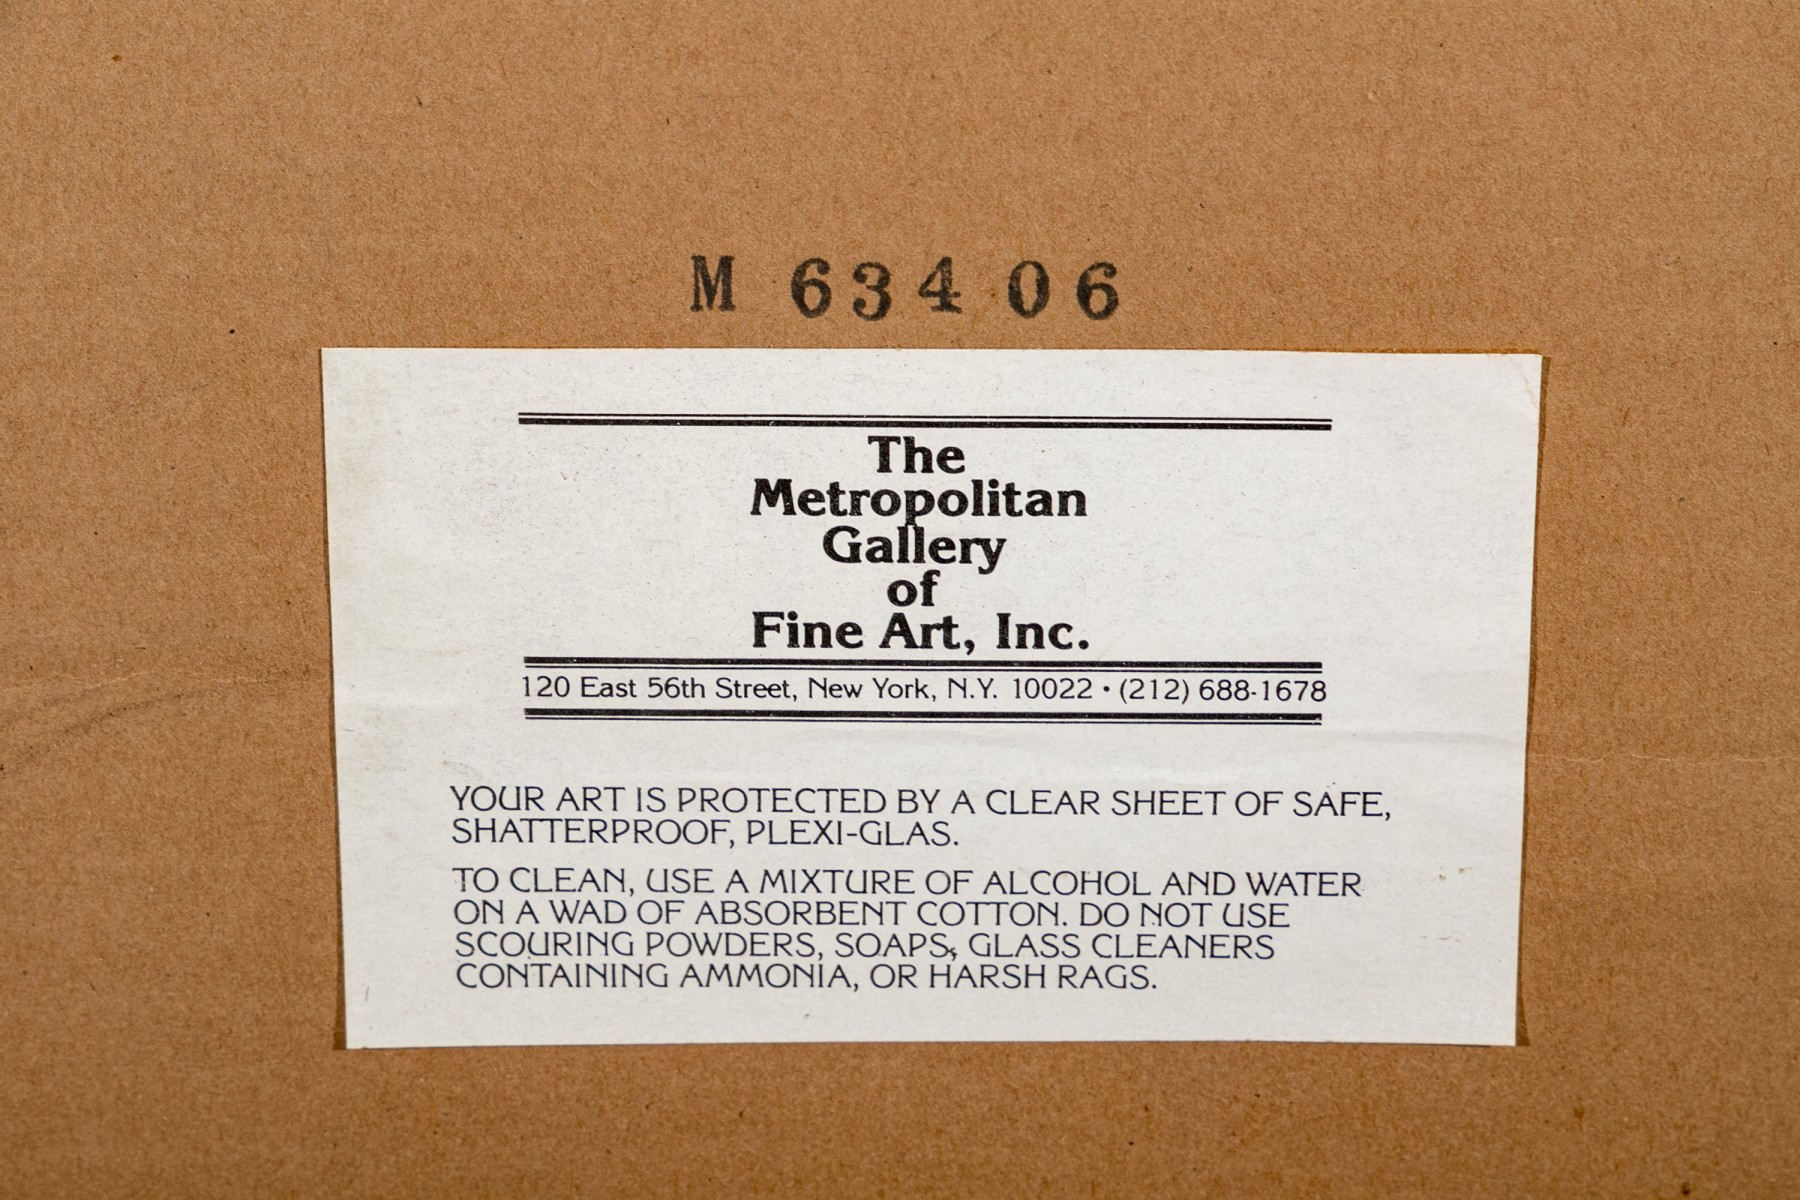 M 63406
The
Metropolitan
Gallery
of
Fine Art, Inc.
120 East 56th Street, New York, N.Y. 10022 • (212) 688-1678
YOUR ART IS PROTECTED BY A CLEAR SHEET OF SAFE,
SHATTERPROOF, PLEXI-GLAS.
TO CLEAN, USE A MIXTURE OF ALCOHOL AND WATER
ON A WAD OF ABSORBENT COTTON. DO NOT USE
SCOURING POWDERS, SOAPS, GLASS CLEANERS
CONTAINING AMMONIA, OR HARSH RAGS.